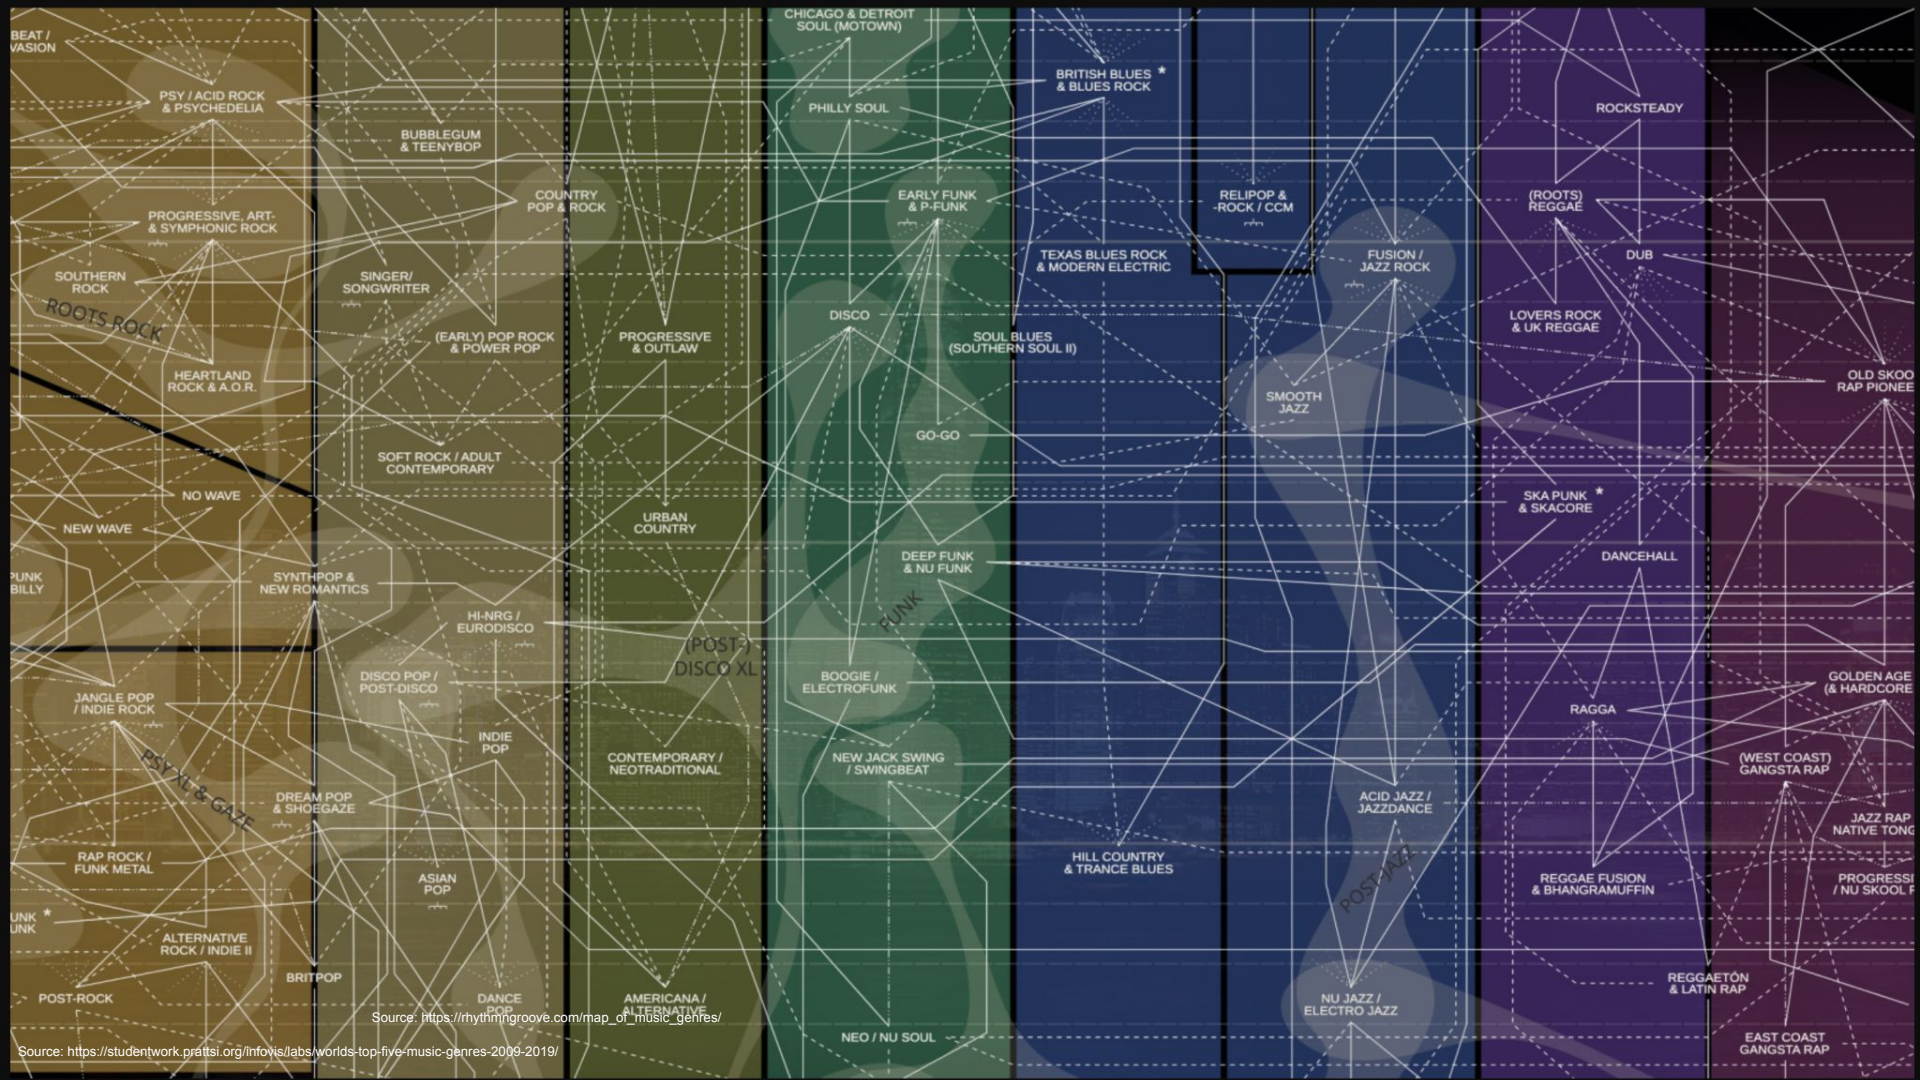 BEAT /
VASION
PSY / ACID ROCK
& PSYCHEDELIA
BUBBLEGUM
& TEENYBOP
CHICAGO & DETROIT
SOUL (MOTOWN)
PHILLY SOUL
BRITISH BLUES *
& BLUES ROCK
ROCKSTEADY
COUNTRY
POP & ROCK
EARLY FUNK
& P-FUNK
RELIPOP &
-ROCK / CCM
(ROOTS)
REGGAE
PROGRESSIVE, ART-
& SYMPHONIC ROCK
SOUTHERN
ROCK
SINGER/
SONGWRITER
TEXAS BLUES ROCK
& MODERN ELECTRIC
FUSION /
JAZZ ROCK
DUB
ROOTS ROCK
DISCO
LOVERS ROCK
& UK REGGAE
(EARLY) POP ROCK
& POWER POP
PROGRESSIVE
& OUTLAW
SOUL BLUES
(SOUTHERN SOUL II)
HEARTLAND
ROCK & A.O.R.
OLD SKOO
RAP PIONEE
SMOOTH
JAZZ
GO-GO
SOFT ROCK / ADULT
CONTEMPORARY
NO WAVE
NEW WAVE
URBAN
COUNTRY
SKA PUNK *
& SKACORE
DEEP FUNK
& NU FUNK
DANCEHALL
PUNK
BILLY
SYNTHPOP &
NEW ROMANTICS
HI-NRG /
EURODISCO
FUNK
(POST-)
DISCO XL
DISCO POP /
POST-DISCO
BOOGIE /
ELECTROFUNK
GOLDEN AGE
(& HARDCORE
JANGLE POP
/ INDIE ROCK
RAGGA
INDIE
POP
CONTEMPORARY /
NEOTRADITIONAL
NEW JACK SWING
/ SWINGBEAT
(WEST COAST)
GANGSTA RAP
PSY XL & GAZE
DREAM POP
& SHOEGAZE
ACID JAZZ /
JAZZDANCE
JAZZ RAP
NATIVE TONG
RAP ROCK /
FUNK METAL
HILL COUNTRY
& TRANCE BLUES
ASIAN
POP
POST-JAZZ
REGGAE FUSION
& BHANGRAMUFFIN
PROGRESSI
/ NU SKOOL F
UNK *
UNK
ALTERNATIVE
ROCK / INDIE II
BRITPOP
REGGAETÓN
& LATIN RAP
POST-ROCK
DANCE
POP
AMERICANA /
ALTERNATIVE
NU JAZZ /
ELECTRO JAZZ
Source: https://rhythmngroove.com/map_of_music_genres/
NEO / NU SOUL
EAST COAST
GANGSTA RAP
Source: https://studentwork.prattsi.org/infovis/labs/worlds-top-five-music-genres-2009-2019/